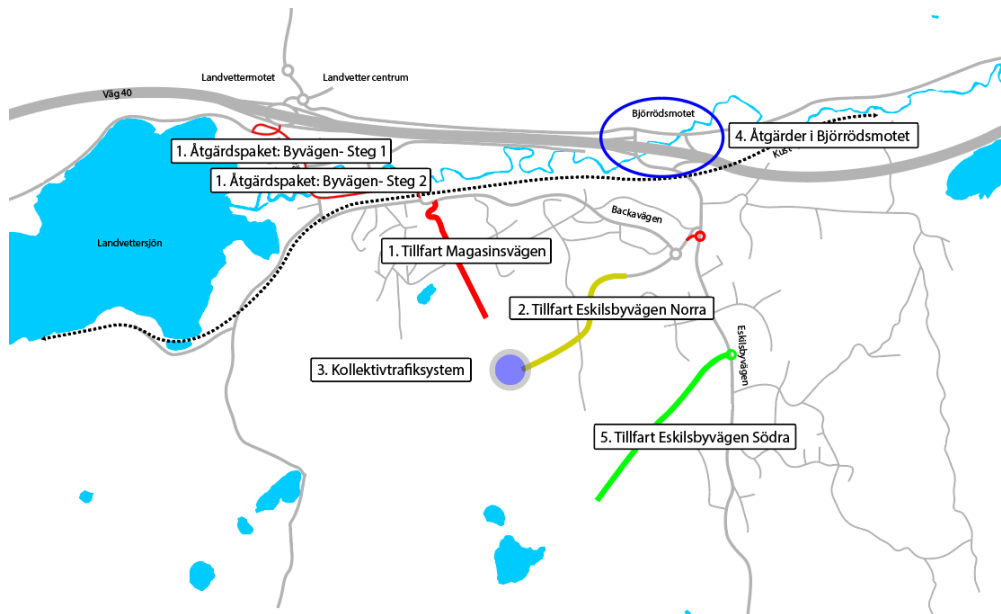 Landvettermotet
Landvetter centrum
Väg 40
Björrödsmotet
4. Åtgärder i Björrödsmotet
Kust
1. Åtgärdspaket: Byvägen- Steg 1
1. Åtgärdspaket: Byvägen- Steg 2
Backavägen
Landvettersjön
1. Tillfart Magasinsvägen
2. Tillfart Eskilsbyvägen Norra
Eskilsbyvägen
3. Kollektivtrafiksystem
5. Tillfart Eskilsbyvägen Södra